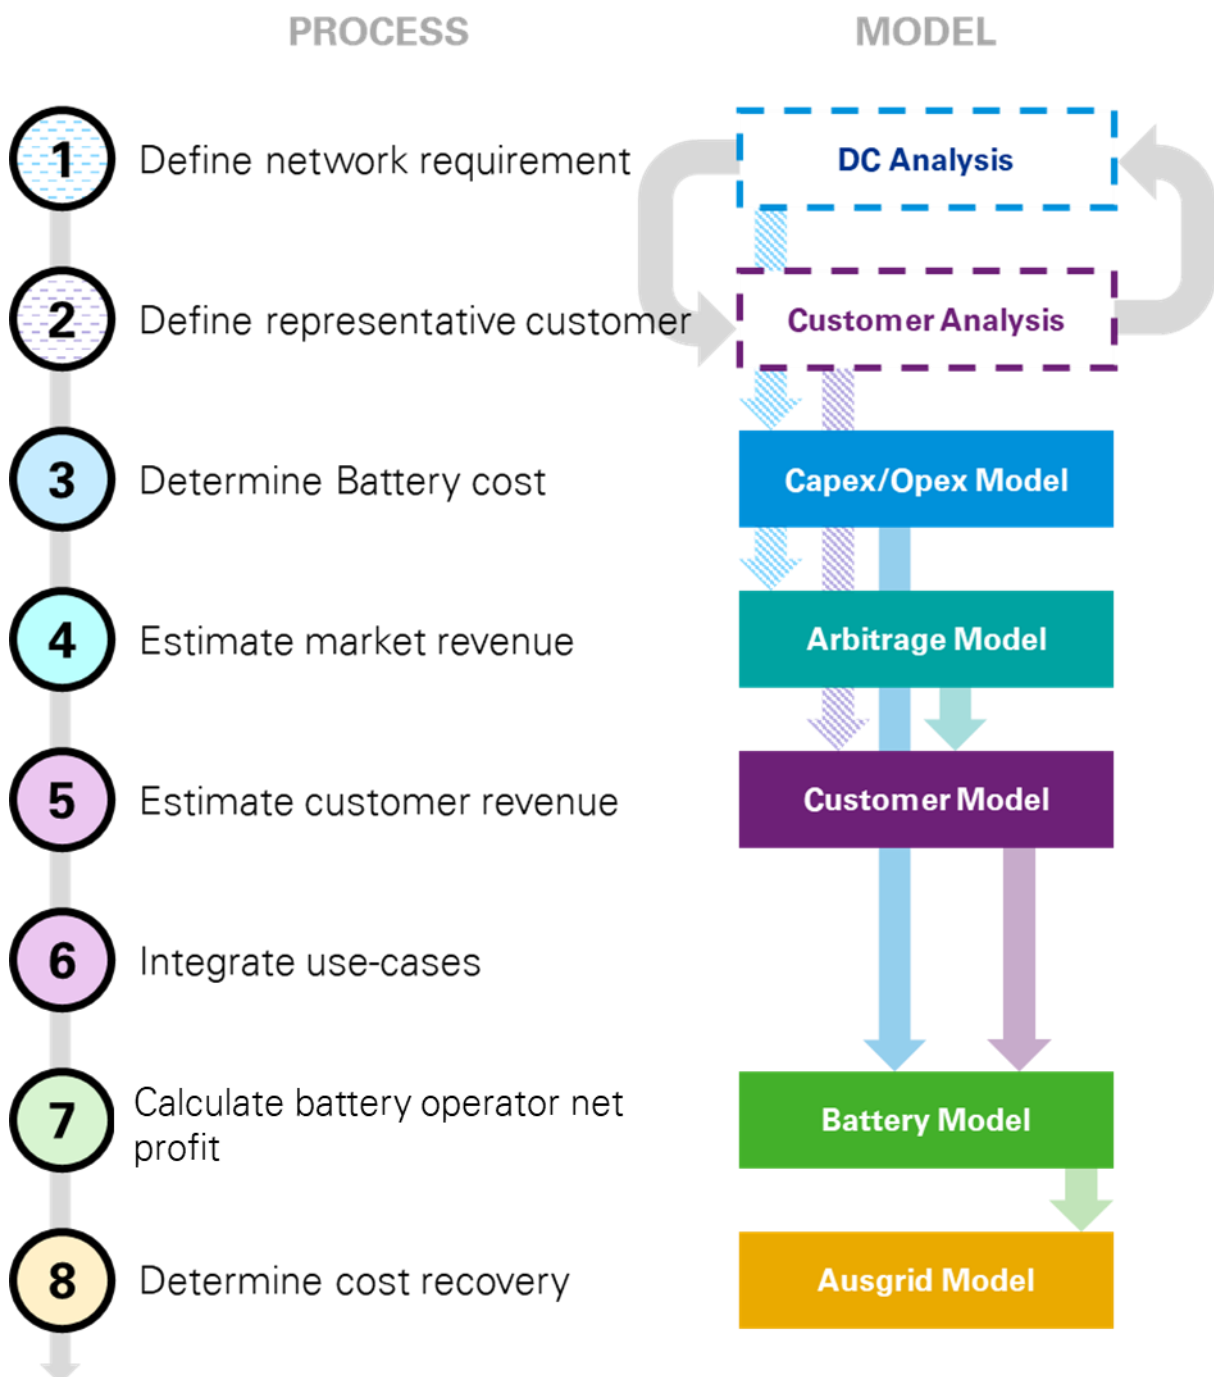 PROCESS MODEL
1 Define network requirement DC Analysis
2 Define representative customer Customer Analysis
3 Determine Battery cost Capex/Opex Model
4 Estimate market revenue Arbitrage Model
5 Estimate customer revenue Customer Model
6 Integrate use-cases
7 Calculate battery operator net
profit
Battery Model
8 Determine cost recovery Ausgrid Model